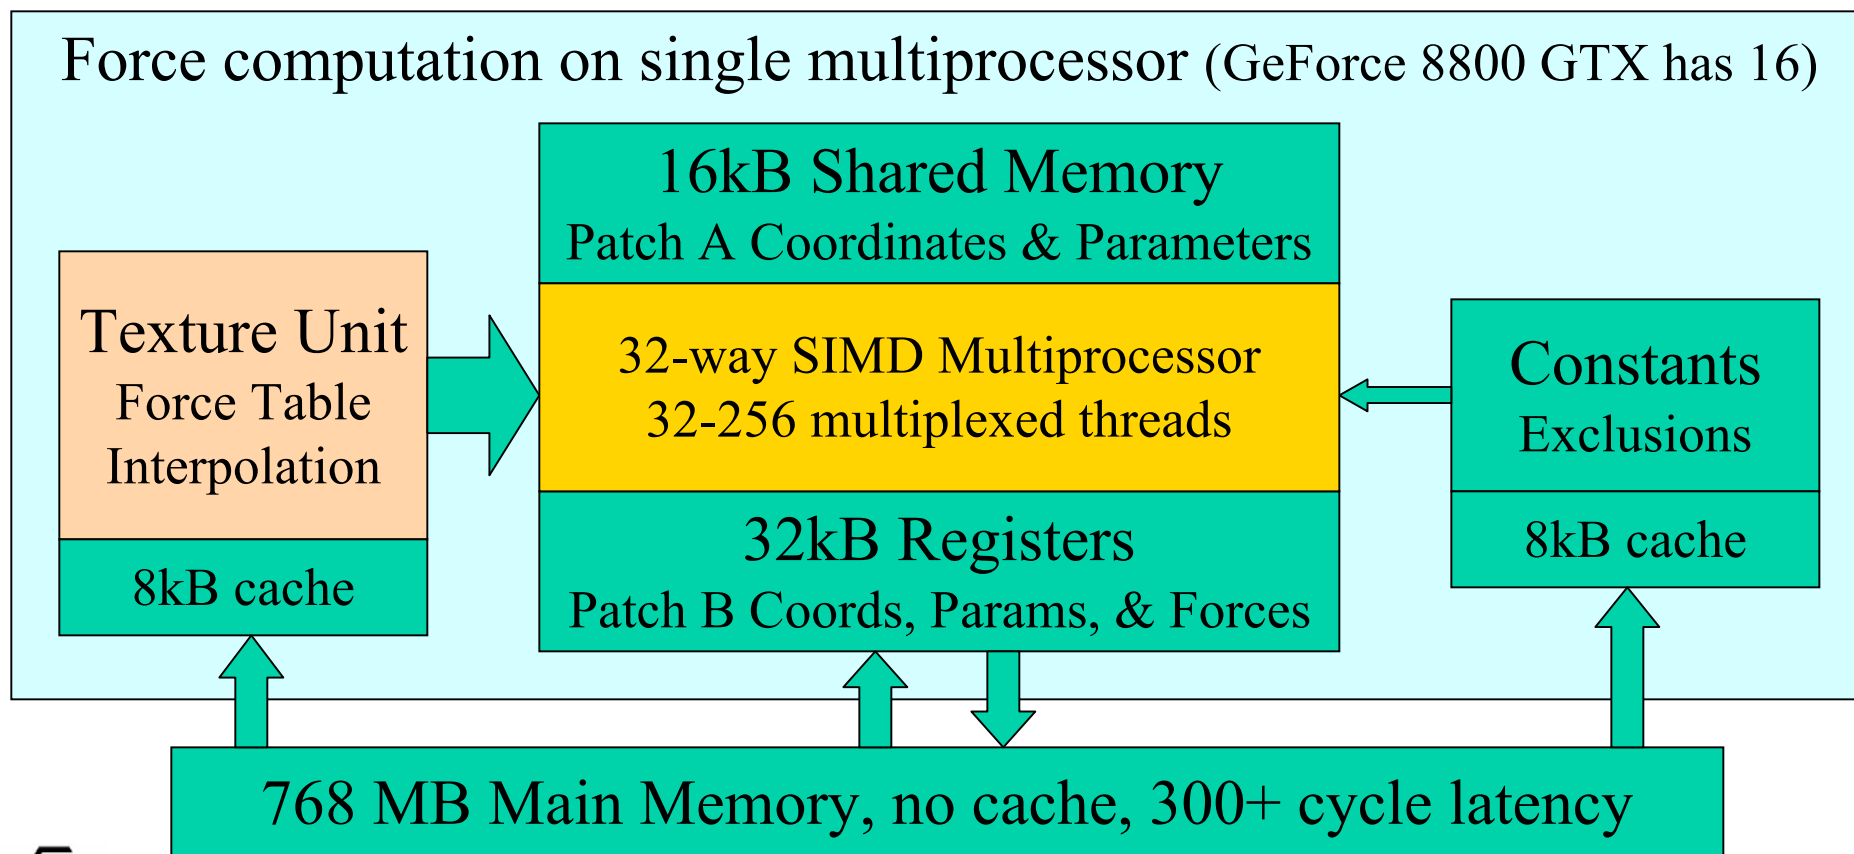 Force computation on single multiprocessor (GeForce 8800 GTX has 16)
16kB Shared Memory
Patch A Coordinates & Parameters
Texture Unit
Force Table
Interpolation
8kB cache
32-way SIMD Multiprocessor
32-256 multiplexed threads
32kB Registers
Patch B Coords, Params, & Forces
Constants
Exclusions
8kB cache
768 MB Main Memory, no cache, 300+ cycle latency